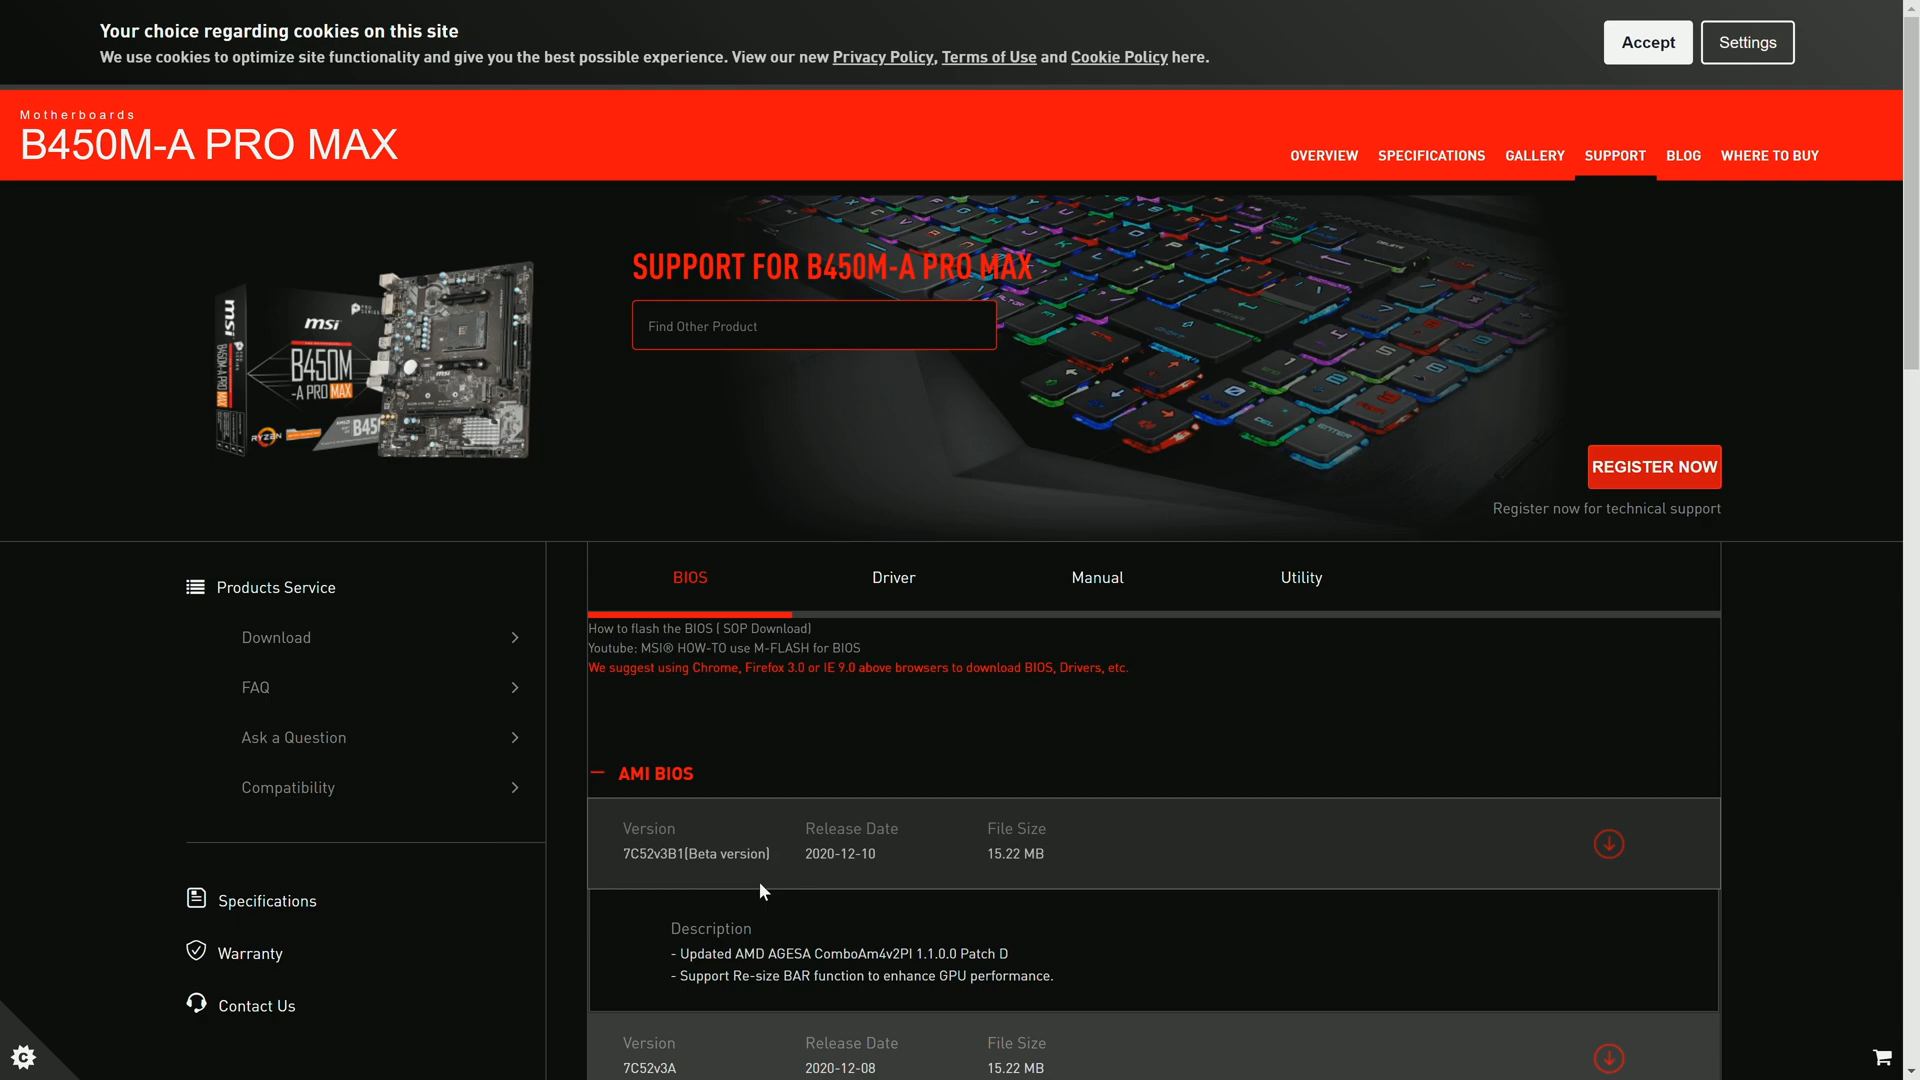 Your choice regarding cookies on this site
We use cookies to optimize site functionality and give you the best possible experience. View our new Privacy Policy, Terms of Use and Cookie Policy here.
Accept
Settings
Motherboards
B450M-A PRO MAX
OVERVIEW
SPECIFICATIONS
GALLERY
SUPPORT
BLOG
WHERE TO BUY
msi
B450M
-A PRO MAX
RYZEN
SUPPORT FOR B450M-A PRO MAX
Find Other Product
REGISTER NOW
Register now for technical support
Products Service
Download
FAQ
Ask a Question
Compatibility
Specifications
Warranty
Contact Us
BIOS
Driver
Manual
Utility
How to flash the BIOS ( SOP Download)
Youtube: MSI® HOW-TO use M-FLASH for BIOS
We suggest using Chrome, Firefox 3.0 or IE 9.0 above browsers to download BIOS, Drivers, etc.
AMI BIOS
Version Release Date File Size
7C52v3B1(Beta version) 2020-12-10 15.22 MB
Description
- Updated AMD AGESA ComboAm4v2PI 1.1.0.0 Patch D
- Support Re-size BAR function to enhance GPU performance.
Version Release Date File Size
7C52v3A 2020-12-08 15.22 MB